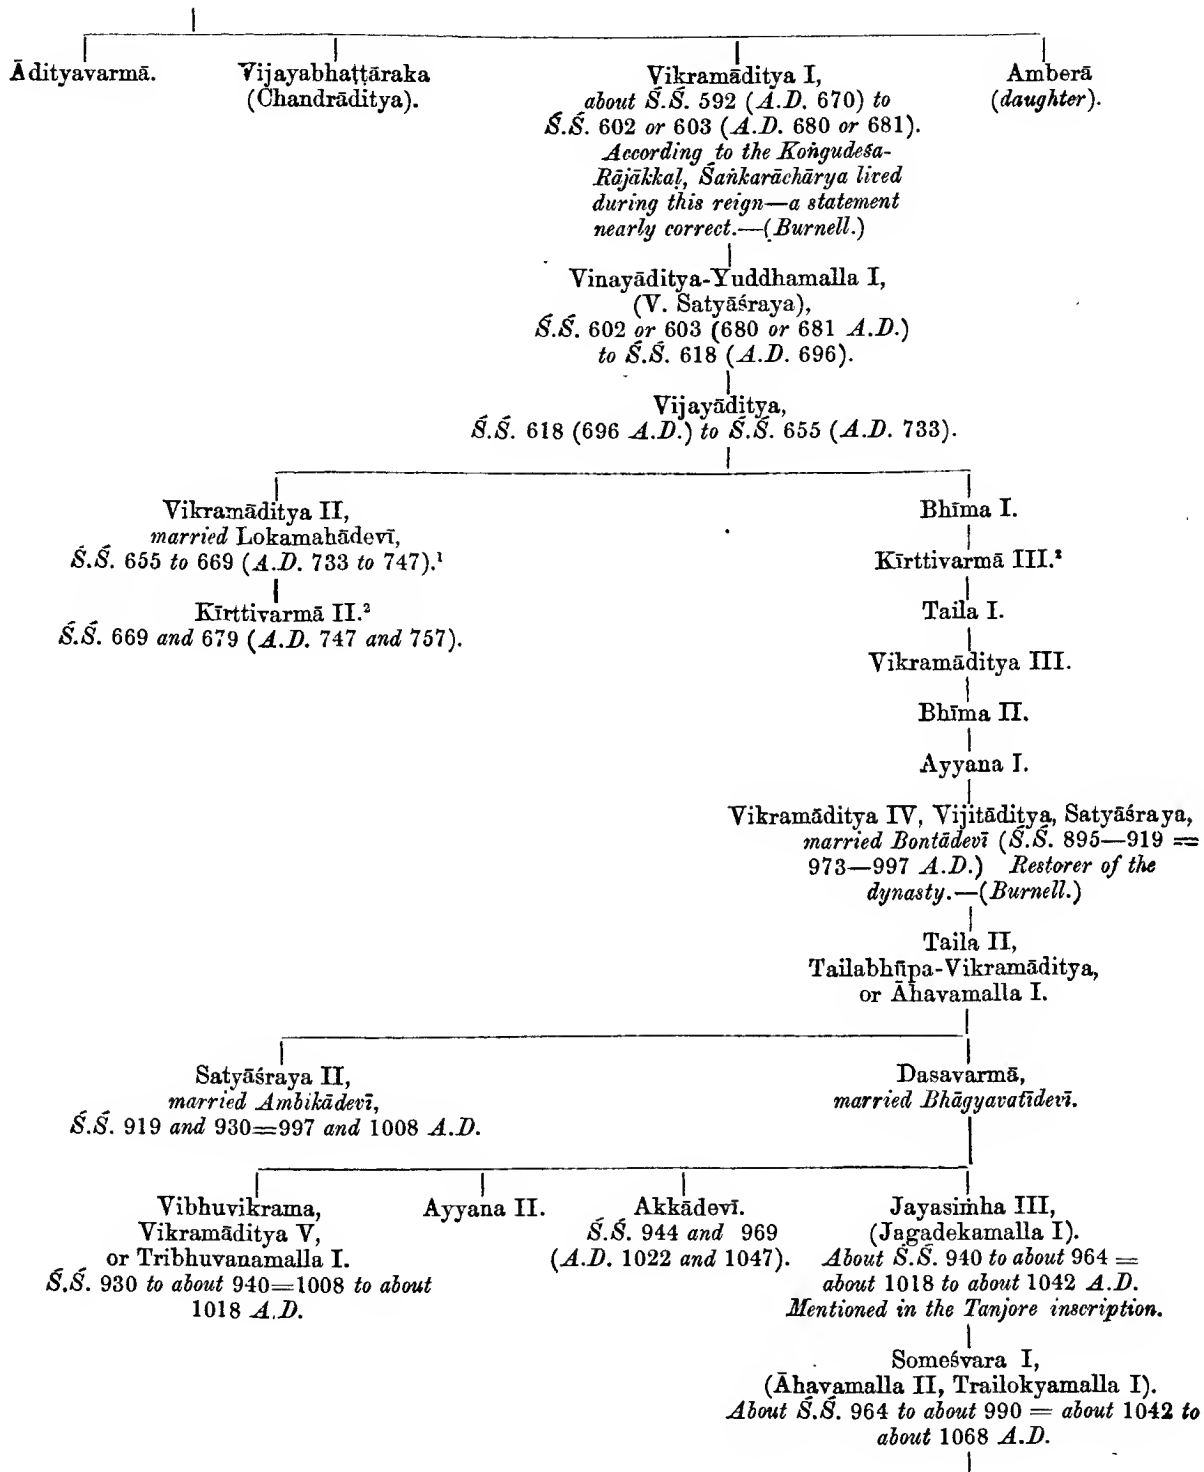 Ādityavarmā.
Vijayabhaṭṭāraka
(Chandrāditya).
Vikramāditya I,
about Ś.Ś. 592 (A.D. 670) to
Ś.Ś. 602 or 603 (A.D. 680 or 681).
According to the Koṅgudeśa-
Rājākkaḷ, Śaṅkarāchārya lived
during this reign—a statement
nearly correct.—(Burnell.)
Amberā
(daughter).
Vinayāditya-Yuddhamalla I,
(V. Satyāśraya),
Ś.Ś. 602 or 603 (680 or 681 A.D.)
to Ś.Ś. 618 (A.D. 696).
Vijayāditya,
Ś.Ś. 618 (696 A.D.) to Ś.Ś. 655 (A.D. 733).
Vikramāditya II,
married Lokamahādevī,
Ś.Ś. 655 to 669 (A.D. 733 to 747).¹
Kīrttivarmā II.²
Ś.Ś. 669 and 679 (A.D. 747 and 757).
Bhīma I.
Kīrttivarmā III.²
Taila I.
Vikramāditya III.
Bhīma II.
Ayyana I.
Vikramāditya IV, Vijitāditya, Satyāśraya,
married Bontādevī (Ś.Ś. 895—919 =
973—997 A.D.) Restorer of the
dynasty.—(Burnell.)
Taila II,
Tailabhūpa-Vikramāditya,
or Āhavamalla I.
Satyāśraya II,
married Ambikādevī,
Ś.Ś. 919 and 930=997 and 1008 A.D.
Dasavarmā,
married Bhāgyavatīdevī.
Vibhuvikrama,
Vikramāditya V,
or Tribhuvanamalla I.
Ś.Ś. 930 to about 940=1008 to about
1018 A.D.
Ayyana II.
Akkādevī.
Ś.Ś. 944 and 969
(A.D. 1022 and 1047).
Jayasiṁha III,
(Jagadekamalla I).
About Ś.Ś. 940 to about 964 =
about 1018 to about 1042 A.D.
Mentioned in the Tanjore inscription.
Someśvara I,
(Āhavamalla II, Trailokyamalla I).
About Ś.Ś. 964 to about 990 = about 1042 to
about 1068 A.D.